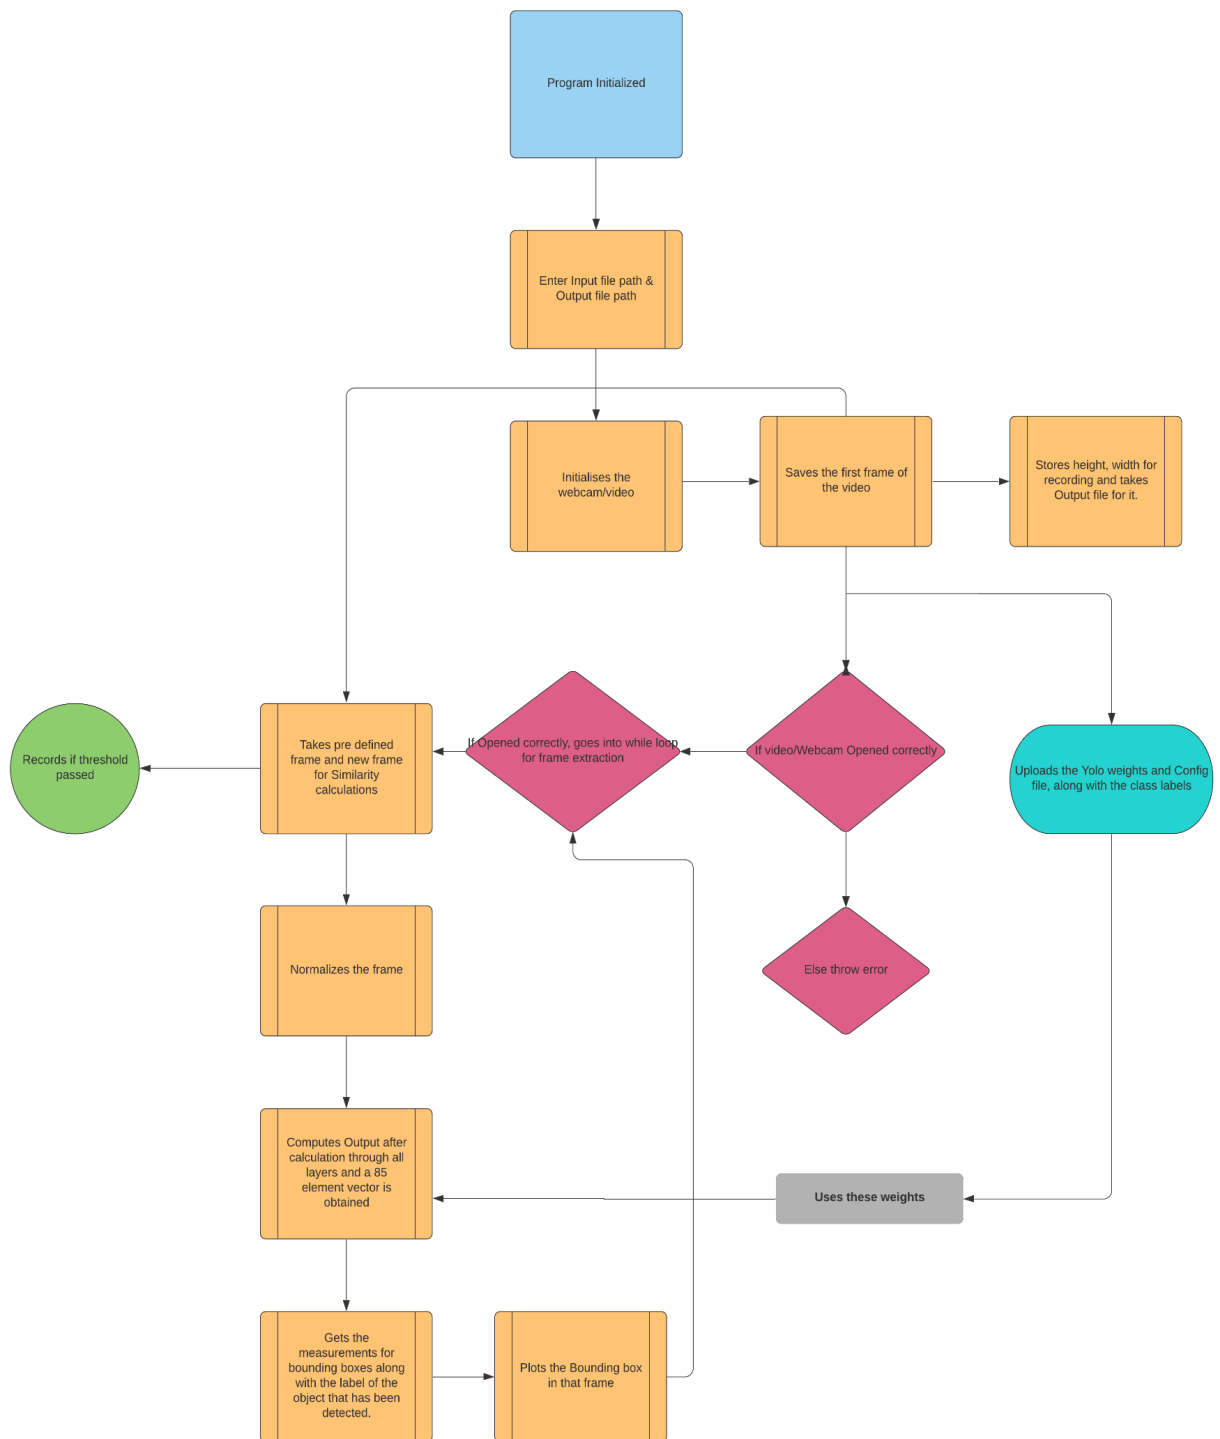 Program Initialized
Enter Input file path &
Output file path
Initialises the
webcam/video
Saves the first frame of
the video
Stores height, width for
recording and takes
Output file for it.
Records if threshold
passed
Takes pre defined
frame and new frame
for Similarity
calculations
If Opened correctly, goes into while loop
for frame extraction
If video/Webcam Opened correctly
Uploads the Yolo weights and Config
file, along with the class labels
Normalizes the frame
Else throw error
Computes Output after
calculation through all
layers and a 85
element vector is
obtained
Uses these weights
Gets the
measurements for
bounding boxes along
with the label of the
object that has been
detected.
Plots the Bounding box
in that frame